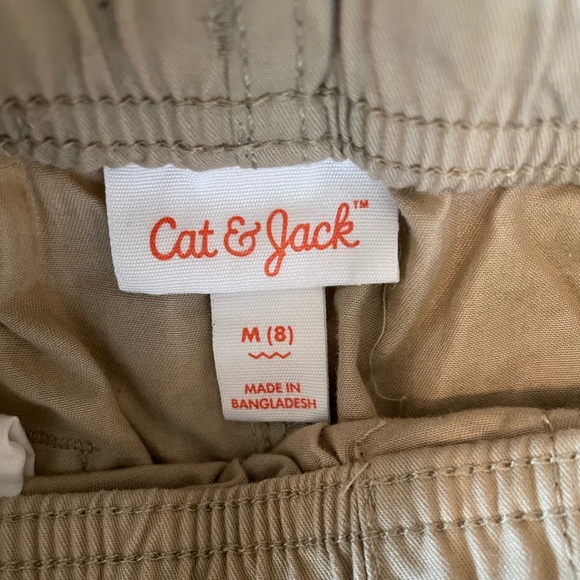 Cat & Jack™
M (8)
MADE IN
BANGLADESH